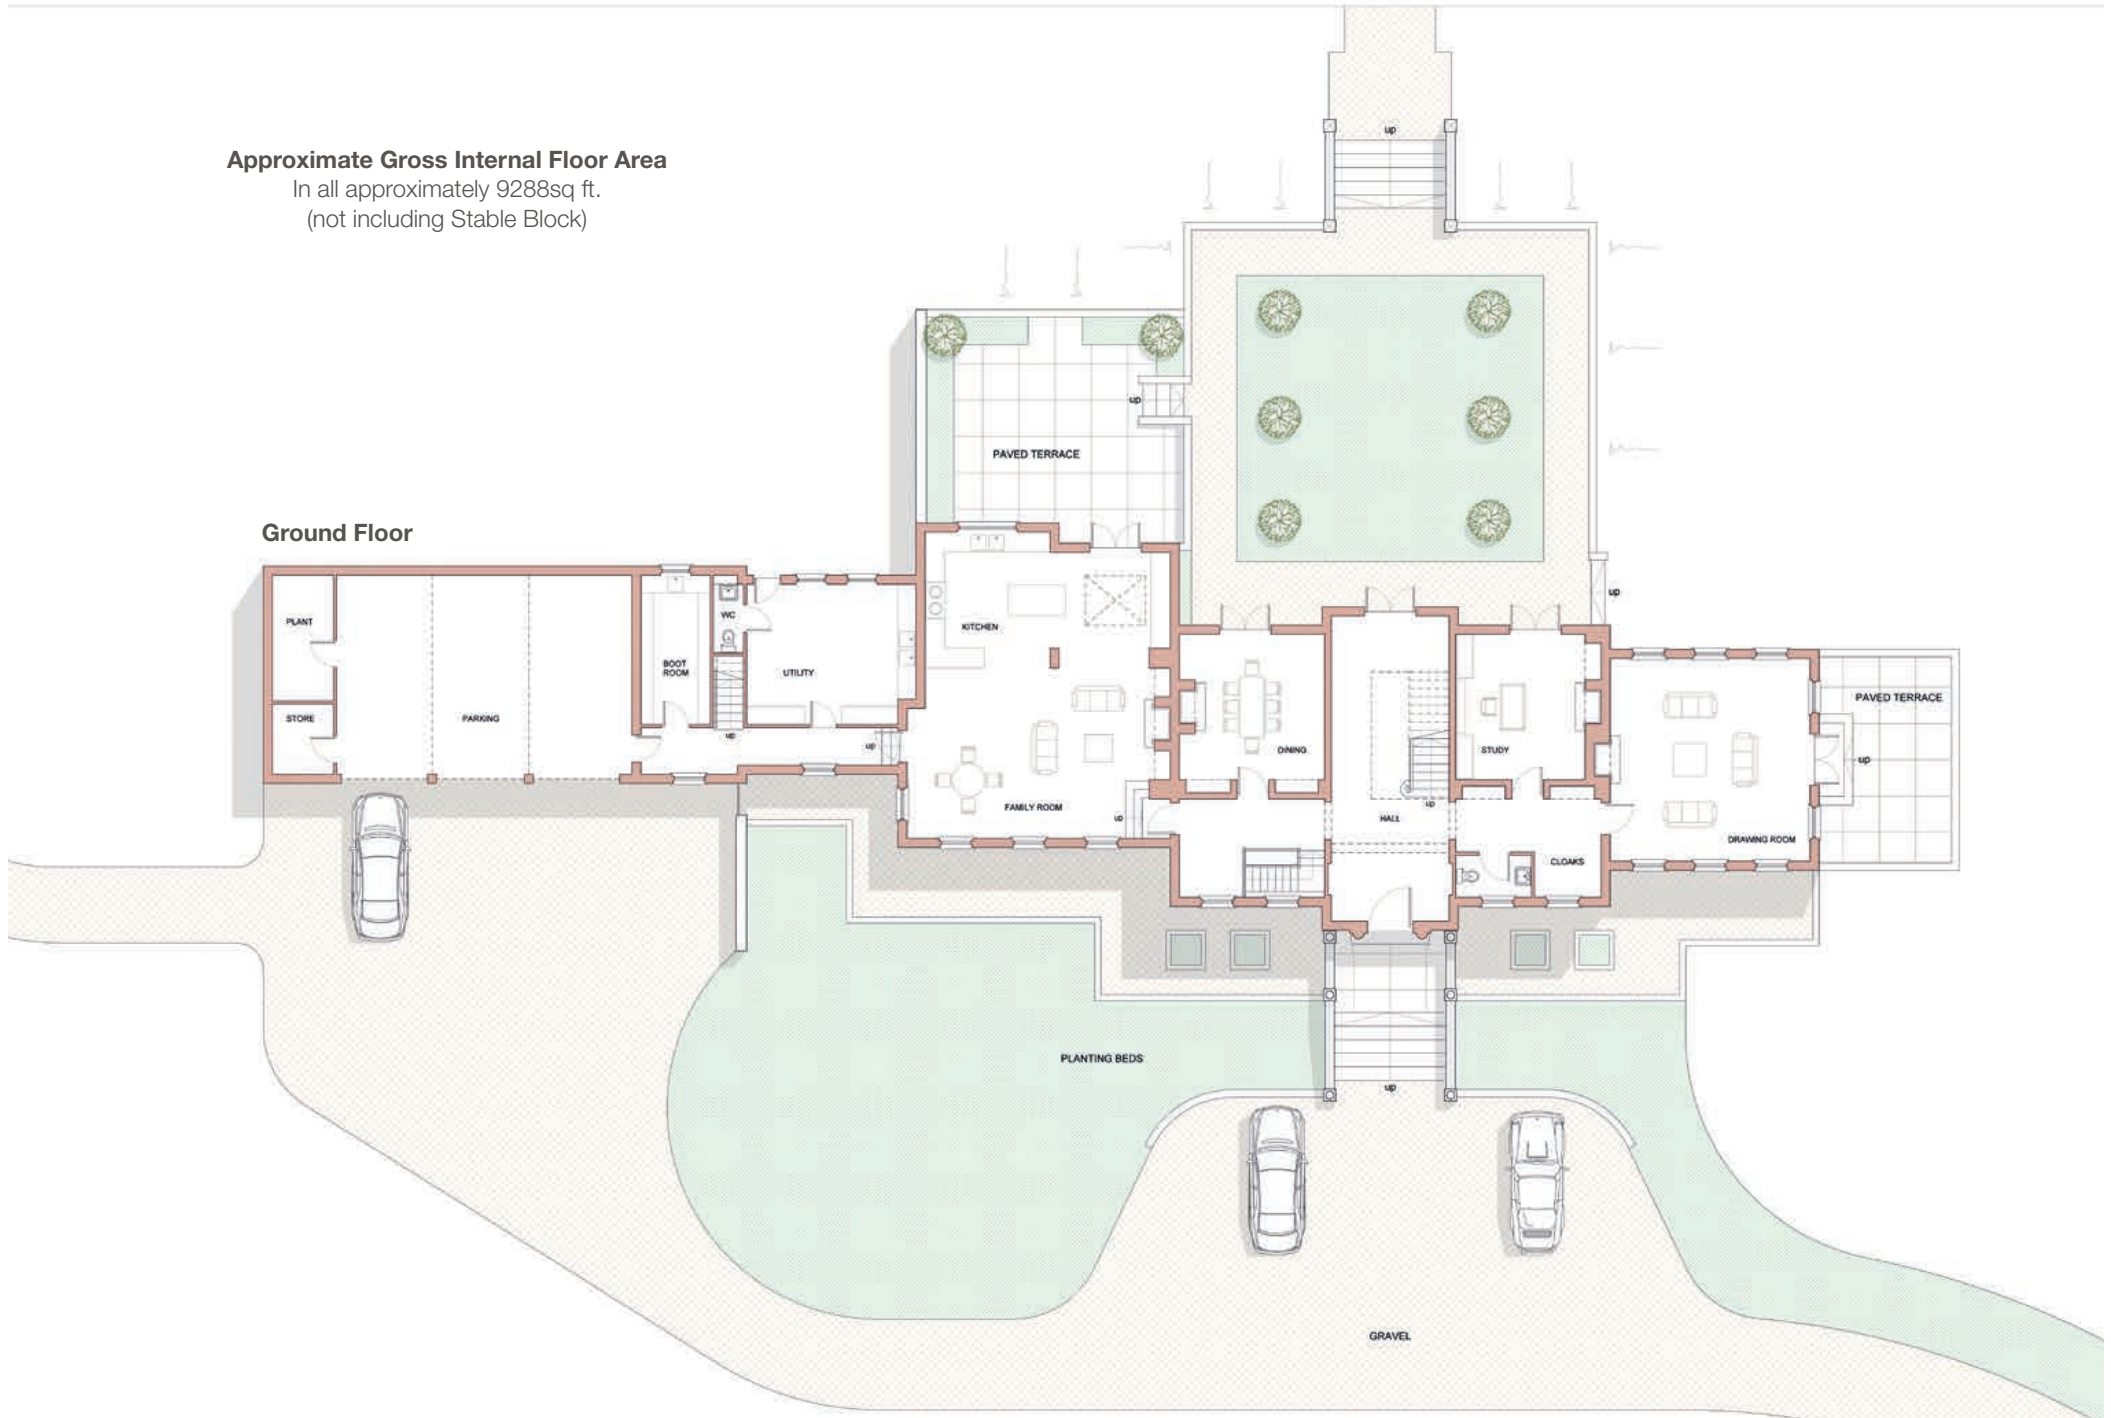 Approximate Gross Internal Floor Area
In all approximately 9288sq ft.
(not including Stable Block)
up
up
PAVED TERRACE
Ground Floor
PLANT
WC
up
KITCHEN
BOOT
ROOM
UTILITY
PAVED TERRACE
STORE
PARKING
up
up
DINING
STUDY
up
FAMILY ROOM
up
up
HALL
DRAWING ROOM
CLOAKS
PLANTING BEDS
up
GRAVEL